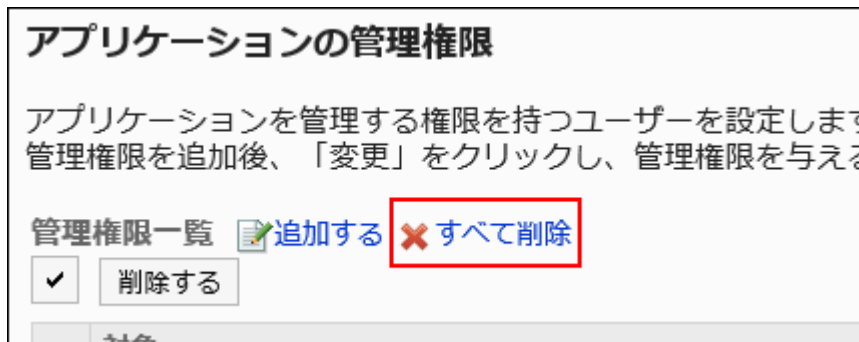 アプリケーションの管理権限
アプリケーションを管理する権限を持つユーザーを設定しま
管理権限を追加後、「変更」をクリックし、管理権限を与え
管理権限一覧 追加する すべて削除
削除する
対象